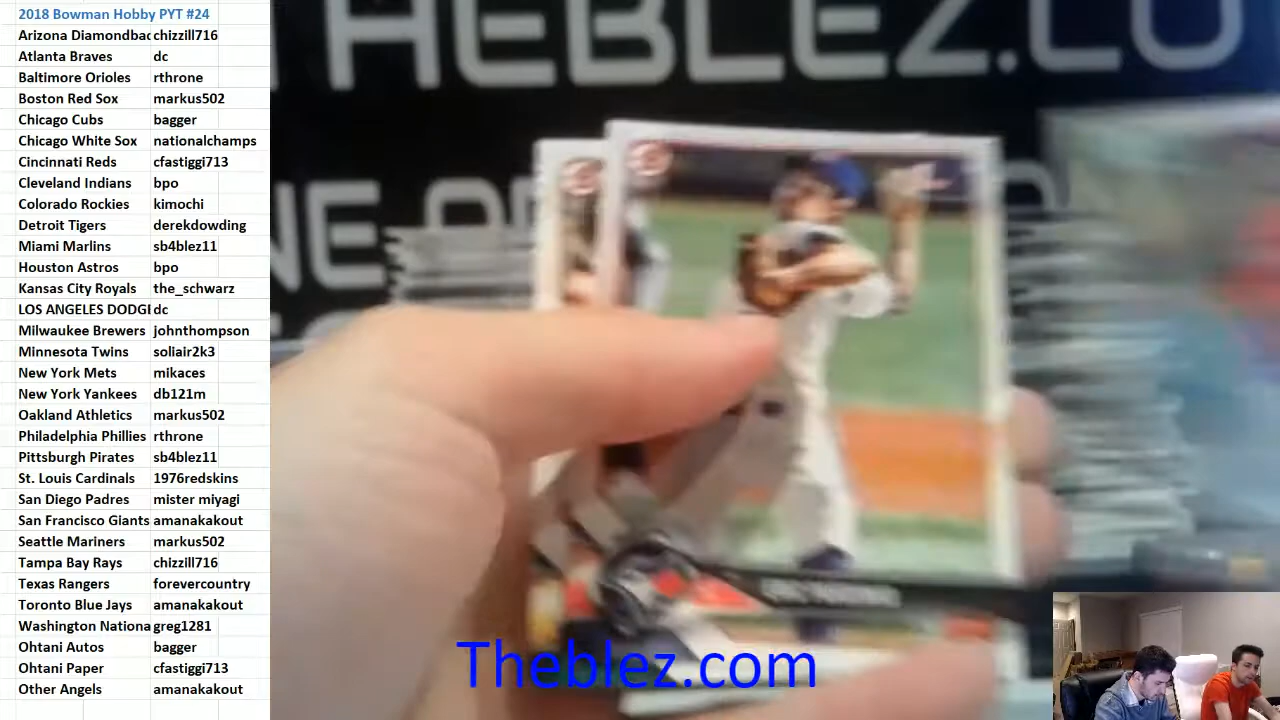 2018 Bowman Hobby PYT #24
Arizona Diamondbac chizzill716
Atlanta Braves dc
Baltimore Orioles rthrone
Boston Red Sox markus502
Chicago Cubs bagger
Chicago White Sox nationalchamps
Cincinnati Reds cfastiggi713
Cleveland Indians bpo
Colorado Rockies kimochi
Detroit Tigers derekdowding
Miami Marlins sb4blez11
Houston Astros bpo
Kansas City Royals the_schwarz
LOS ANGELES DODGE dc
Milwaukee Brewers johnthompson
Minnesota Twins soliair2k3
New York Mets mikaces
New York Yankees db121m
Oakland Athletics markus502
Philadelphia Phillies rthrone
Pittsburgh Pirates sb4blez11
St. Louis Cardinals 1976redskins
San Diego Padres mister miyagi
San Francisco Giants amanakakout
Seattle Mariners markus502
Tampa Bay Rays chizzill716
Texas Rangers forevercountry
Toronto Blue Jays amanakakout
Washington Nationa greg1281
Ohtani Autos bagger
Ohtani Paper cfastiggi713
Other Angels amanakakout
THEBLEZ.CO
Theblez.com